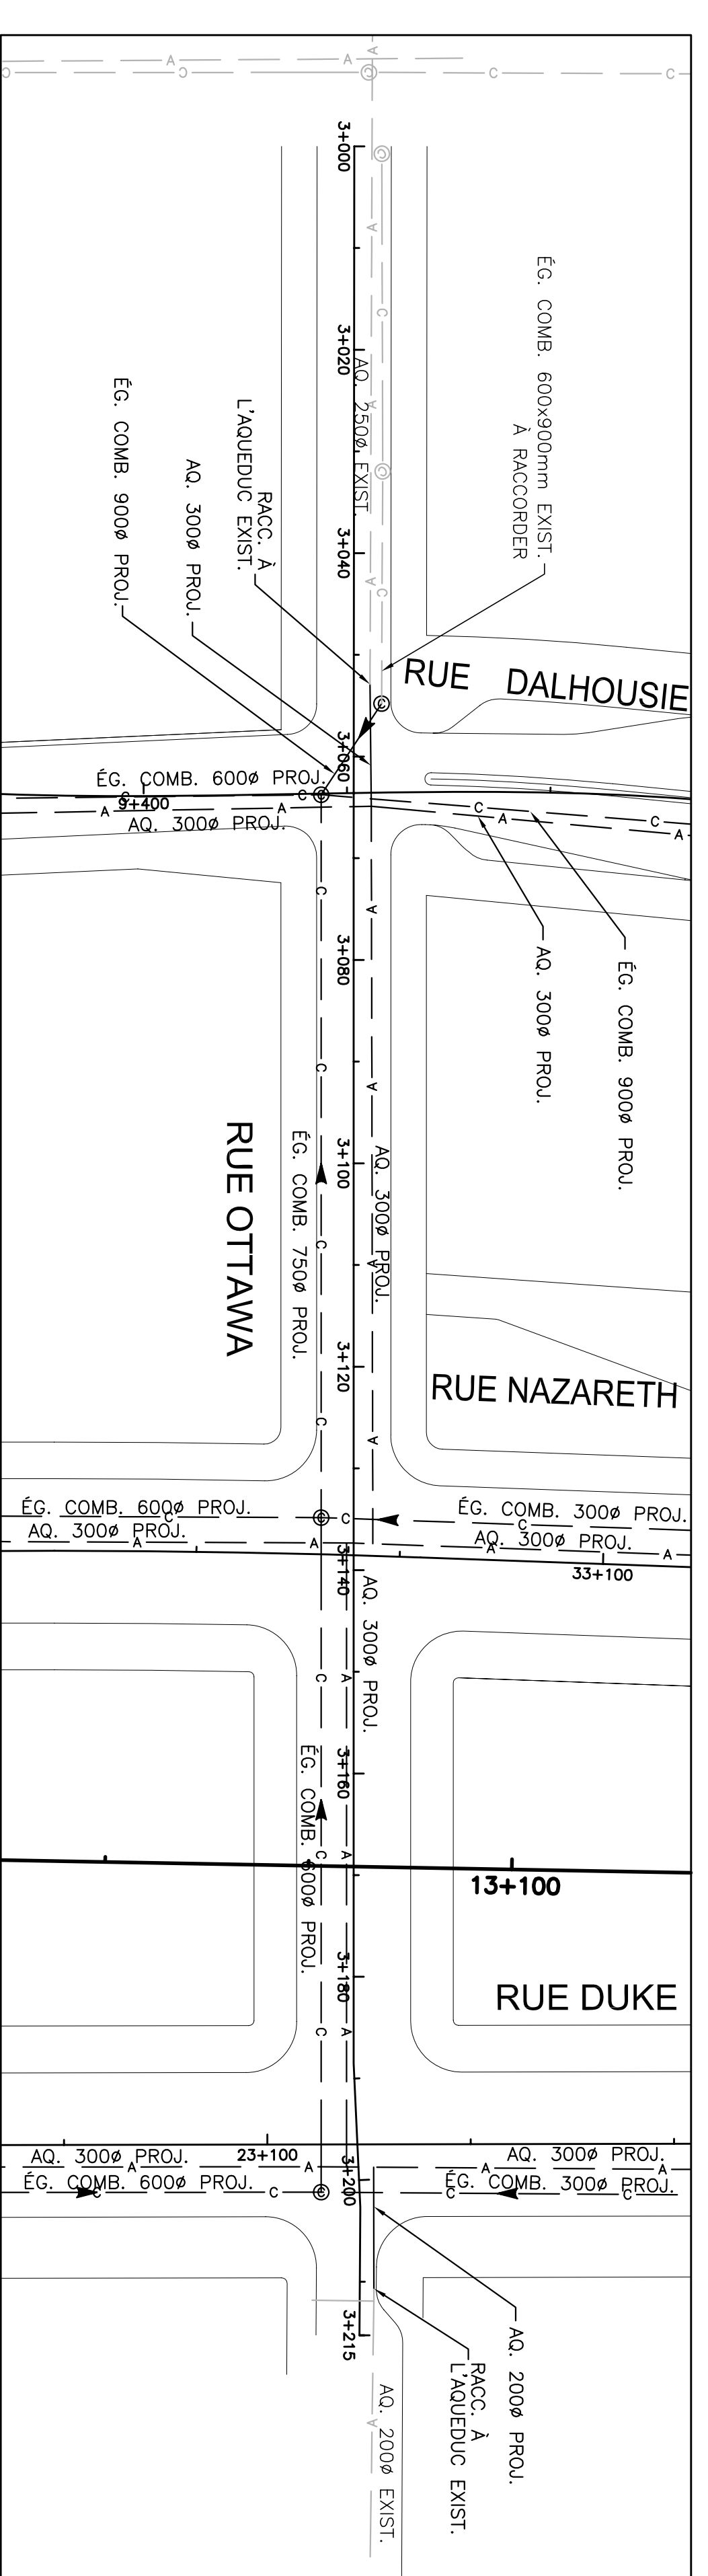 3+000
ÉG. COMB. 600x900mm EXIST.
À RACCORDER
3+020
AQ. 250ø EXIST.
ÉG. COMB. 900ø PROJ.
AQ. 300ø PROJ.
RACC. À
L'AQUEDUC EXIST.
3+040
RUE DALHOUSIE
3+060
ÉG. COMB. 600ø PROJ.
9+400
AQ. 300ø PROJ.
3+080
AQ. 300ø PROJ.
ÉG. COMB. 900ø PROJ.
RUE OTTAWA
ÉG. COMB. 750ø PROJ.
3+100
AQ. 300ø PROJ.
3+120
RUE NAZARETH
ÉG. COMB. 600ø PROJ.
AQ. 300ø PROJ.
ÉG. COMB. 300ø PROJ.
AQ. 300ø PROJ.
33+100
3+140
AQ. 300ø PROJ.
3+160
ÉG. COMB. 600ø PROJ.
13+100
3+180
RUE DUKE
AQ. 300ø PROJ.
23+100
ÉG. COMB. 600ø PROJ.
AQ. 300ø PROJ.
ÉG. COMB. 300ø PROJ.
3+200
3+215
AQ. 200ø PROJ.
RACC. À
L'AQUEDUC EXIST.
AQ. 200ø EXIST.